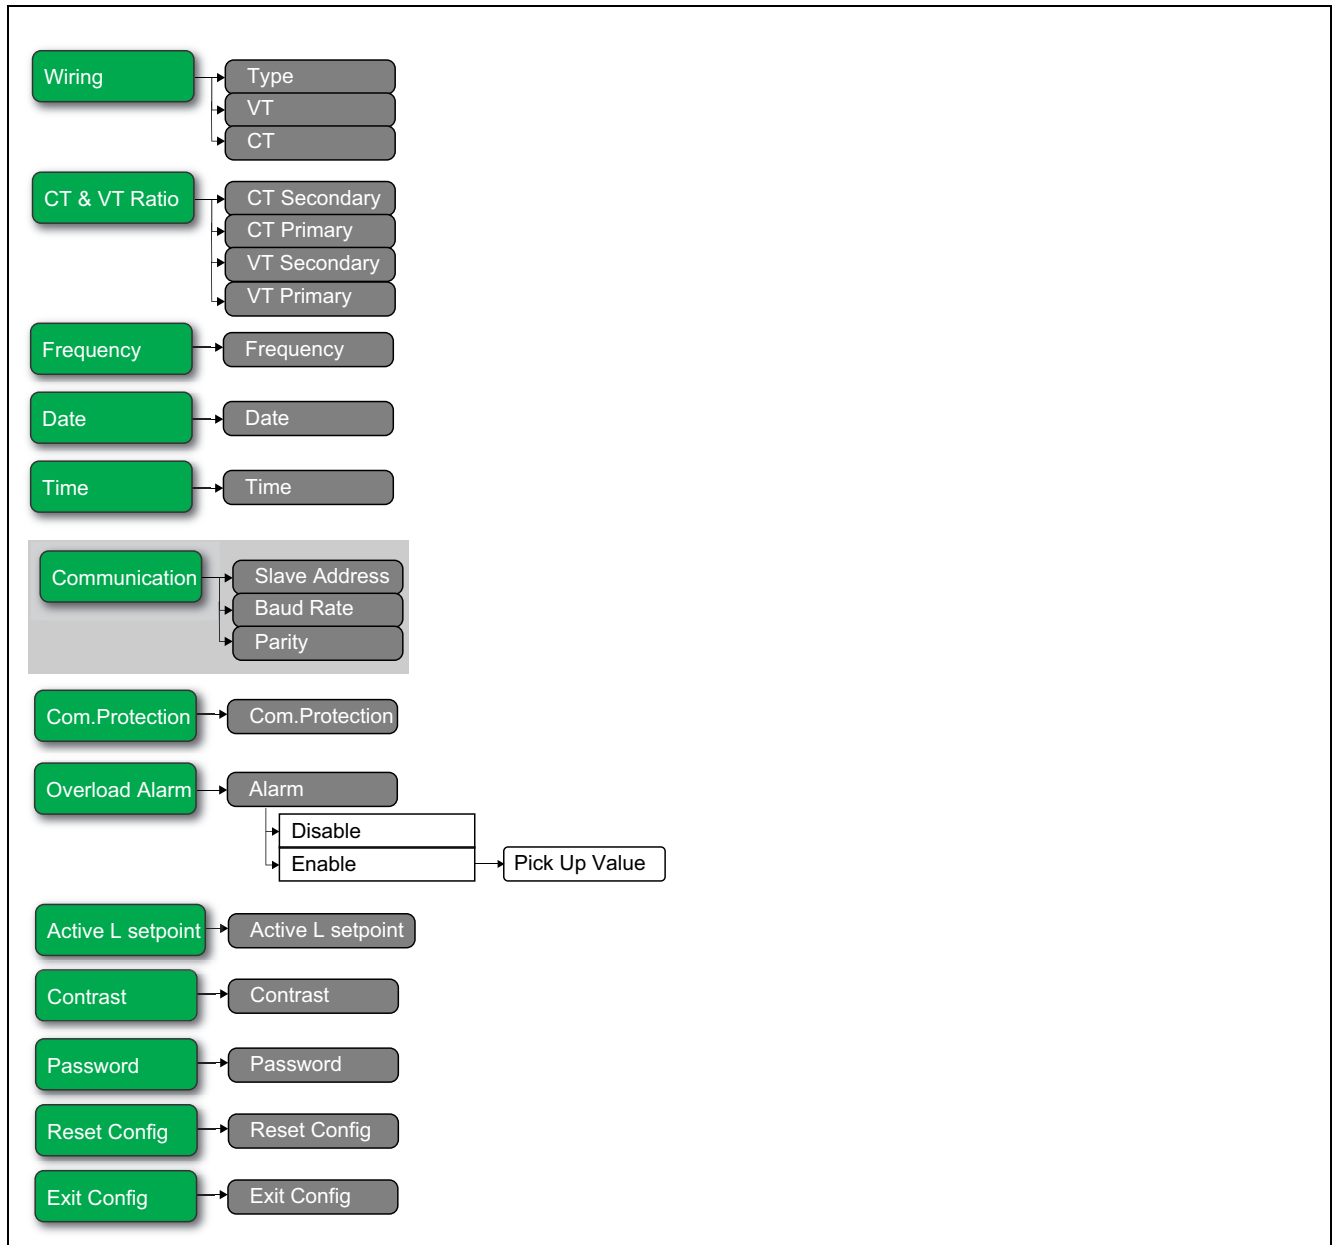 Wiring
Type
VT
CT
CT & VT Ratio
CT Secondary
CT Primary
VT Secondary
VT Primary
Frequency
Frequency
Date
Date
Time
Time
Communication
Slave Address
Baud Rate
Parity
Com.Protection
Com.Protection
Overload Alarm
Alarm
Disable
Enable
Pick Up Value
Active L setpoint
Active L setpoint
Contrast
Contrast
Password
Password
Reset Config
Reset Config
Exit Config
Exit Config